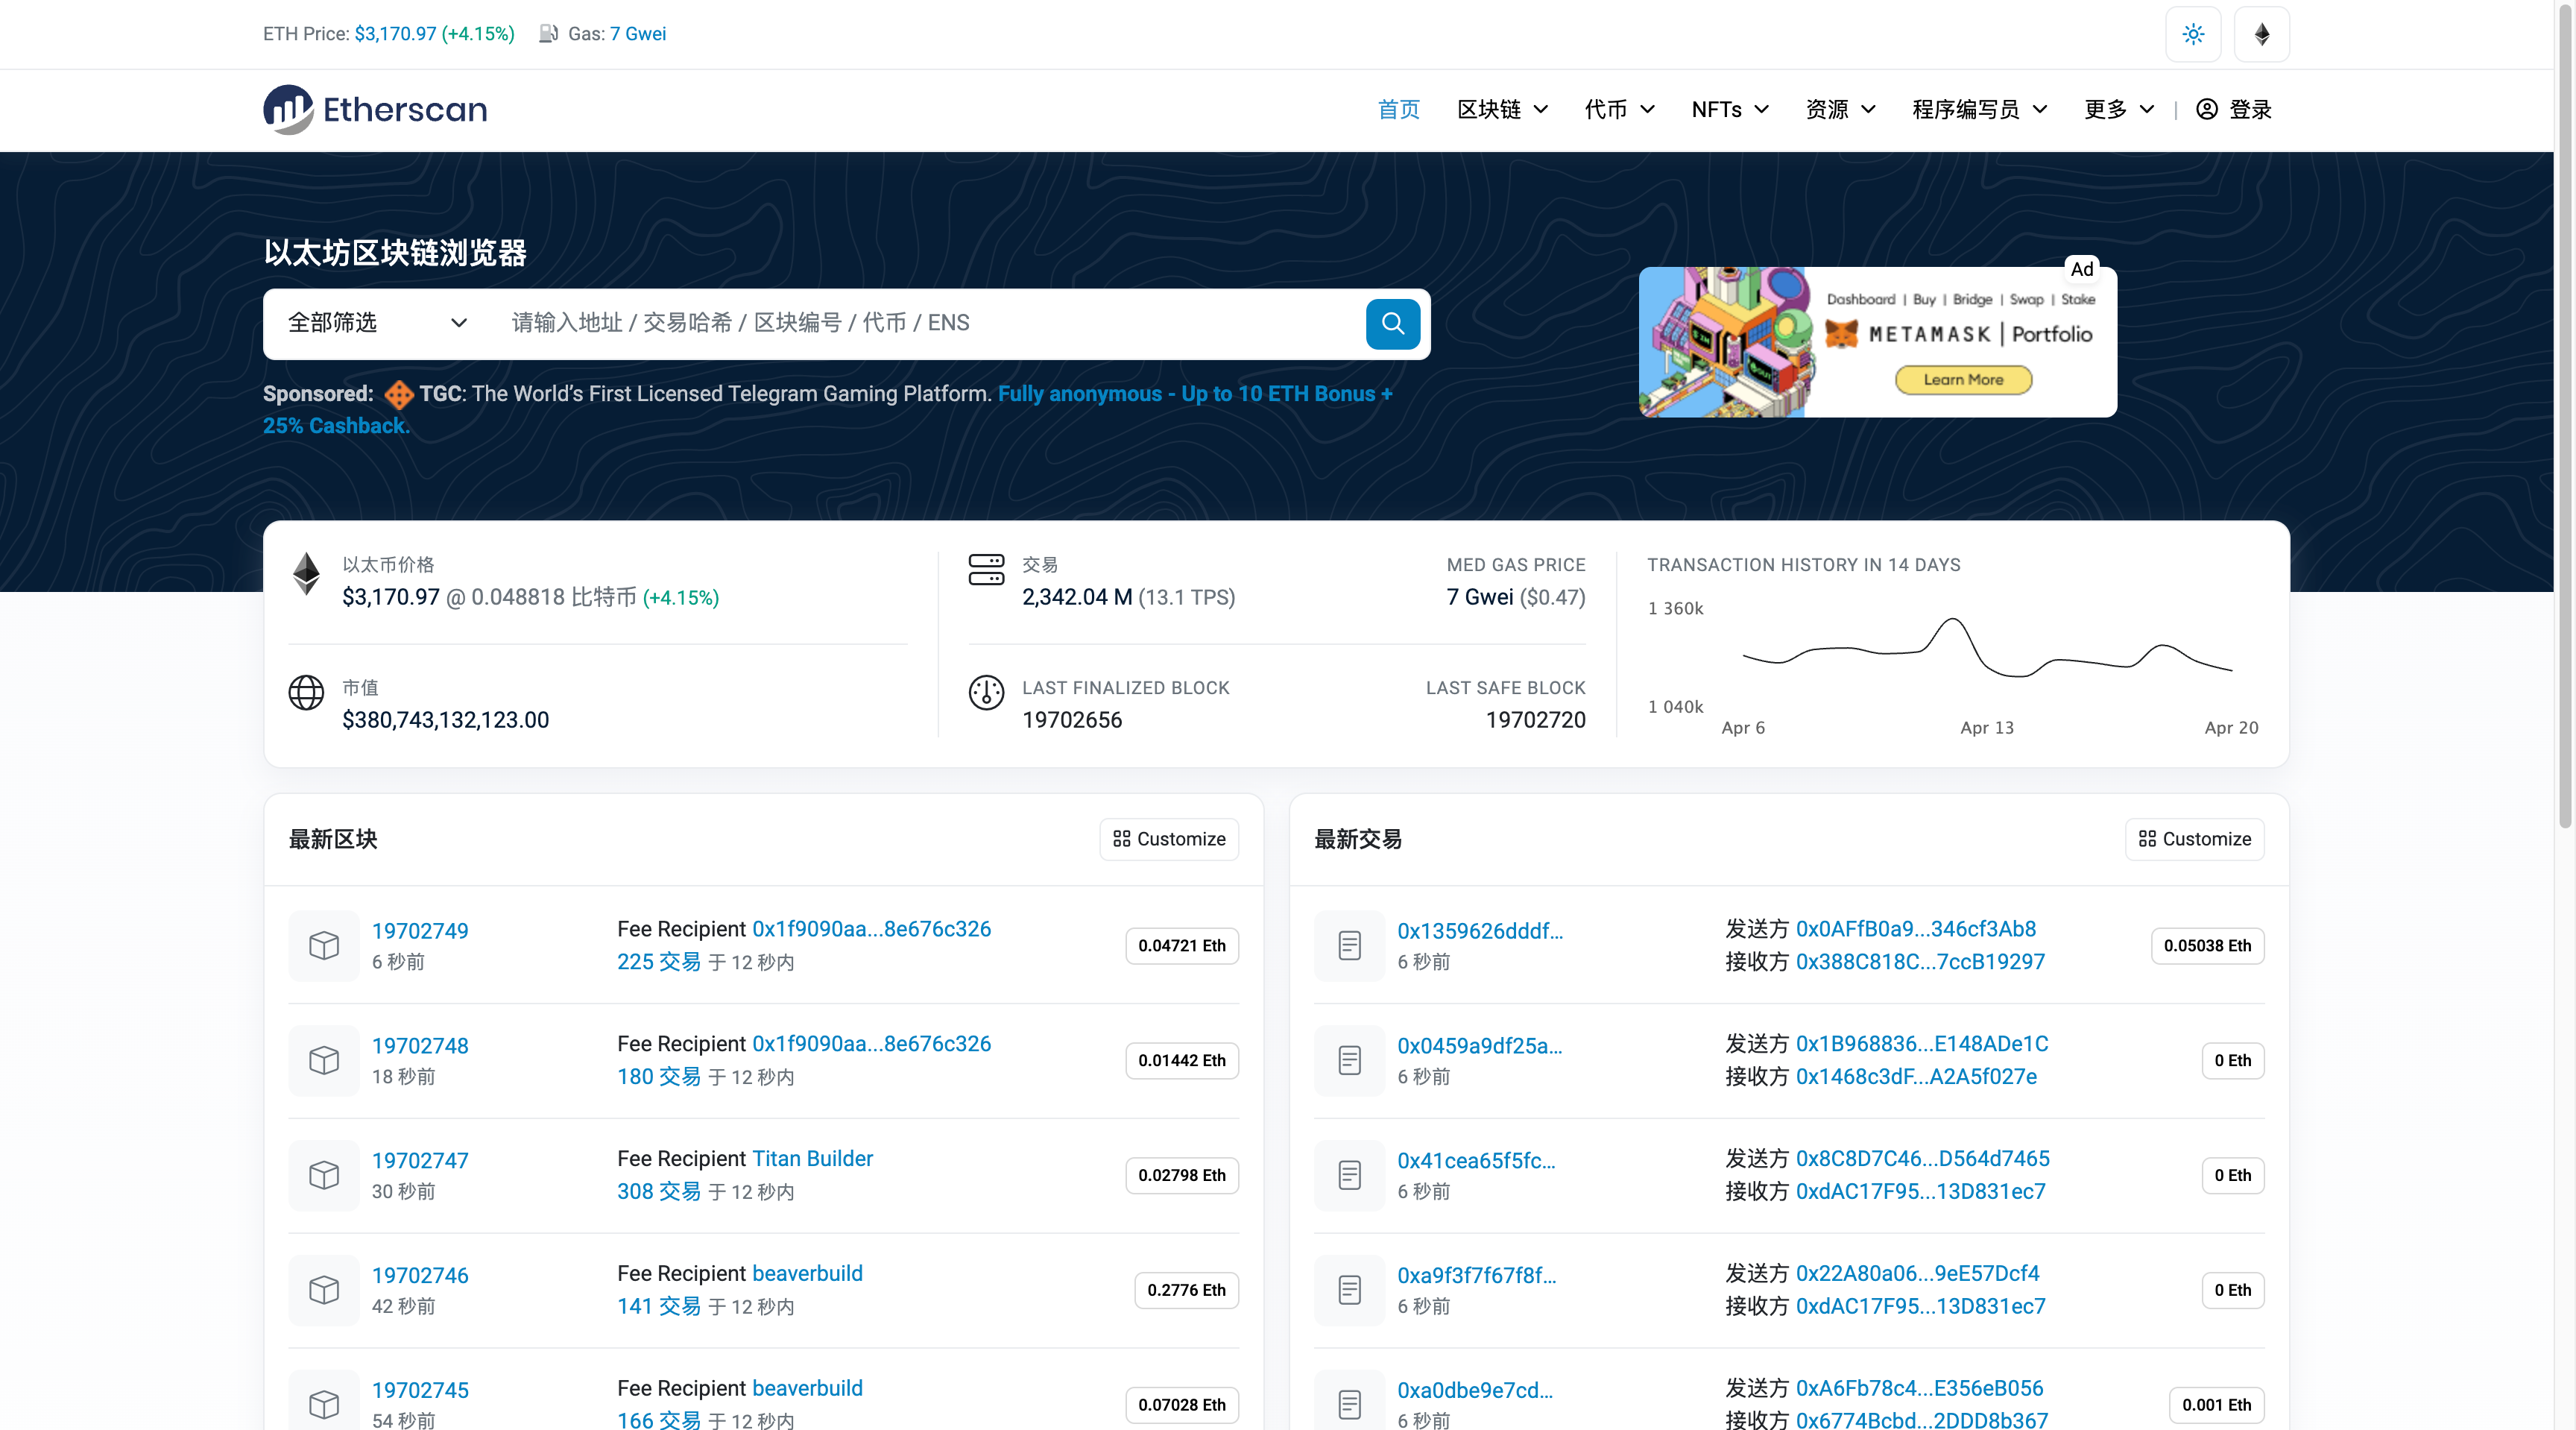 ETH Price: $3,170.97 (+4.15%) Gas: 7 Gwei
Etherscan
首页 区块链 代币 NFTs 资源 程序编写员 更多 | 登录
以太坊区块链浏览器
全部筛选 请输入地址 / 交易哈希 / 区块编号 / 代币 / ENS
Sponsored: TGC: The World’s First Licensed Telegram Gaming Platform. Fully anonymous - Up to 10 ETH Bonus +
25% Cashback.
Ad
Dashboard | Buy | Bridge | Swap | Stake
METAMASK | Portfolio
Learn More
以太币价格
$3,170.97 @ 0.048818 比特币 (+4.15%)
市值
$380,743,132,123.00
交易
2,342.04 M (13.1 TPS)
MED GAS PRICE
7 Gwei ($0.47)
LAST FINALIZED BLOCK
19702656
LAST SAFE BLOCK
19702720
TRANSACTION HISTORY IN 14 DAYS
1 360k
1 040k
Apr 6 Apr 13 Apr 20
最新区块
Customize
19702749
6 秒前
Fee Recipient 0x1f9090aa...8e676c326
225 交易 于 12 秒内
0.04721 Eth
19702748
18 秒前
Fee Recipient 0x1f9090aa...8e676c326
180 交易 于 12 秒内
0.01442 Eth
19702747
30 秒前
Fee Recipient Titan Builder
308 交易 于 12 秒内
0.02798 Eth
19702746
42 秒前
Fee Recipient beaverbuild
141 交易 于 12 秒内
0.2776 Eth
19702745
54 秒前
Fee Recipient beaverbuild
166 交易 于 12 秒内
0.07028 Eth
最新交易
Customize
0x1359626dddf...
6 秒前
发送方 0x0AFfB0a9...346cf3Ab8
接收方 0x388C818C...7ccB19297
0.05038 Eth
0x0459a9df25a...
6 秒前
发送方 0x1B968836...E148ADe1C
接收方 0x1468c3dF...A2A5f027e
0 Eth
0x41cea65f5fc...
6 秒前
发送方 0x8C8D7C46...D564d7465
接收方 0xdAC17F95...13D831ec7
0 Eth
0xa9f3f7f67f8f...
6 秒前
发送方 0x22A80a06...9eE57Dcf4
接收方 0xdAC17F95...13D831ec7
0 Eth
0xa0dbe9e7cd...
6 秒前
发送方 0xA6Fb78c4...E356eB056
接收方 0x6774Bcbd...2DDD8b367
0.001 Eth